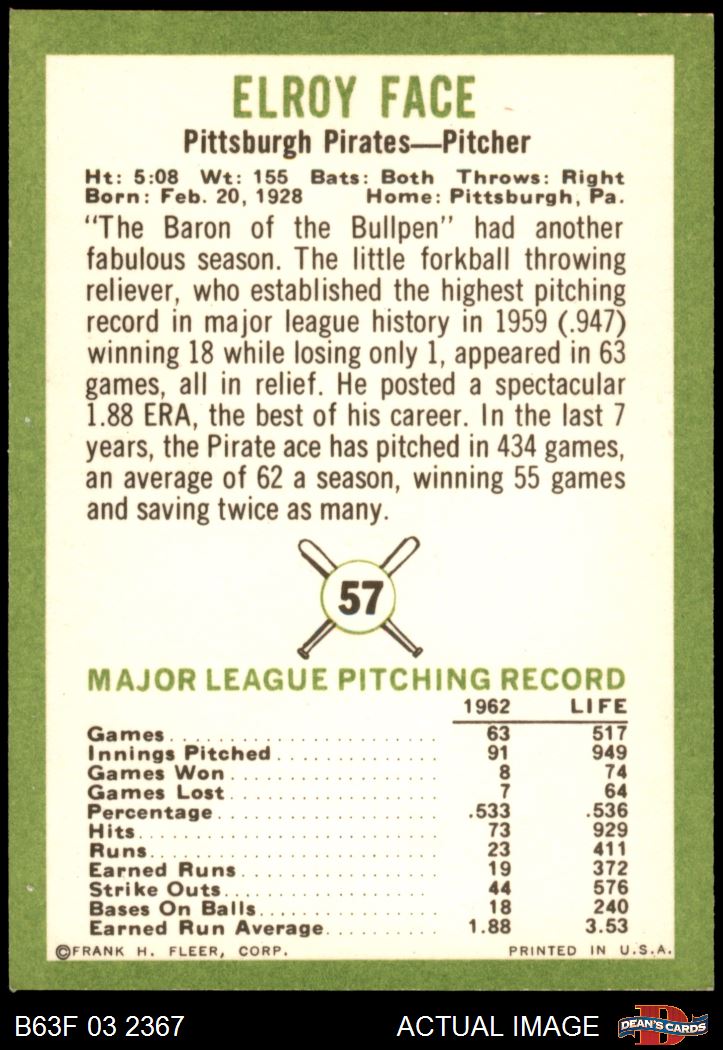 ELROY FACE
Pittsburgh Pirates—Pitcher
Ht: 5:08 Wt: 155 Bats: Both Throws: Right
Born: Feb. 20, 1928 Home: Pittsburgh, Pa.
"The Baron of the Bullpen" had another
fabulous season. The little forkball throwing
reliever, who established the highest pitching
record in major league history in 1959 (.947)
winning 18 while losing only 1, appeared in 63
games, all in relief. He posted a spectacular
1.88 ERA, the best of his career. In the last 7
years, the Pirate ace has pitched in 434 games,
an average of 62 a season, winning 55 games
and saving twice as many.
57
MAJOR LEAGUE PITCHING RECORD
1962 LIFE
Games 63 517
Innings Pitched 91 949
Games Won 8 74
Games Lost 7 64
Percentage .533 .536
Hits 73 929
Runs 23 411
Earned Runs 19 372
Strike Outs 44 576
Bases On Balls 18 240
Earned Run Average 1.88 3.53
©FRANK H. FLEER, CORP. PRINTED IN U.S.A.
B63F 03 2367 ACTUAL IMAGE D DEAN'S CARDS